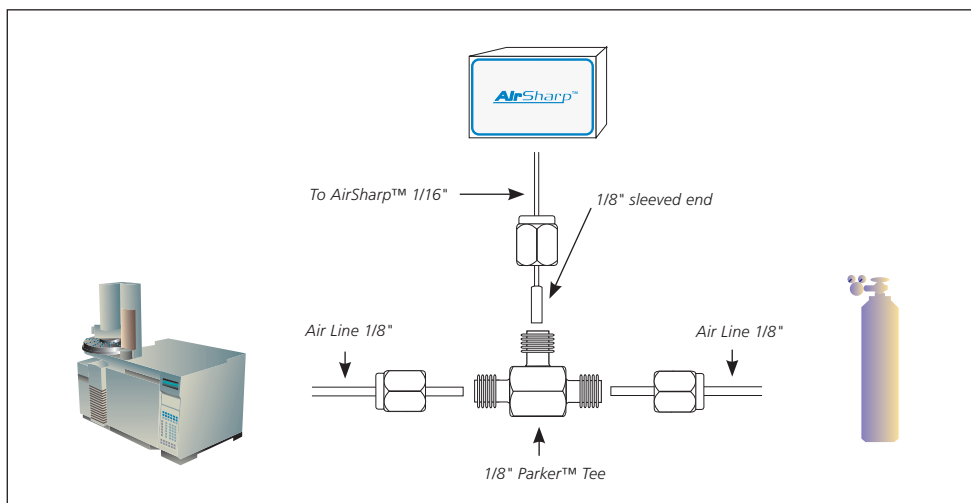 AirSharp™
To AirSharp™ 1/16"
1/8" sleeved end
Air Line 1/8"
Air Line 1/8"
1/8" Parker™ Tee